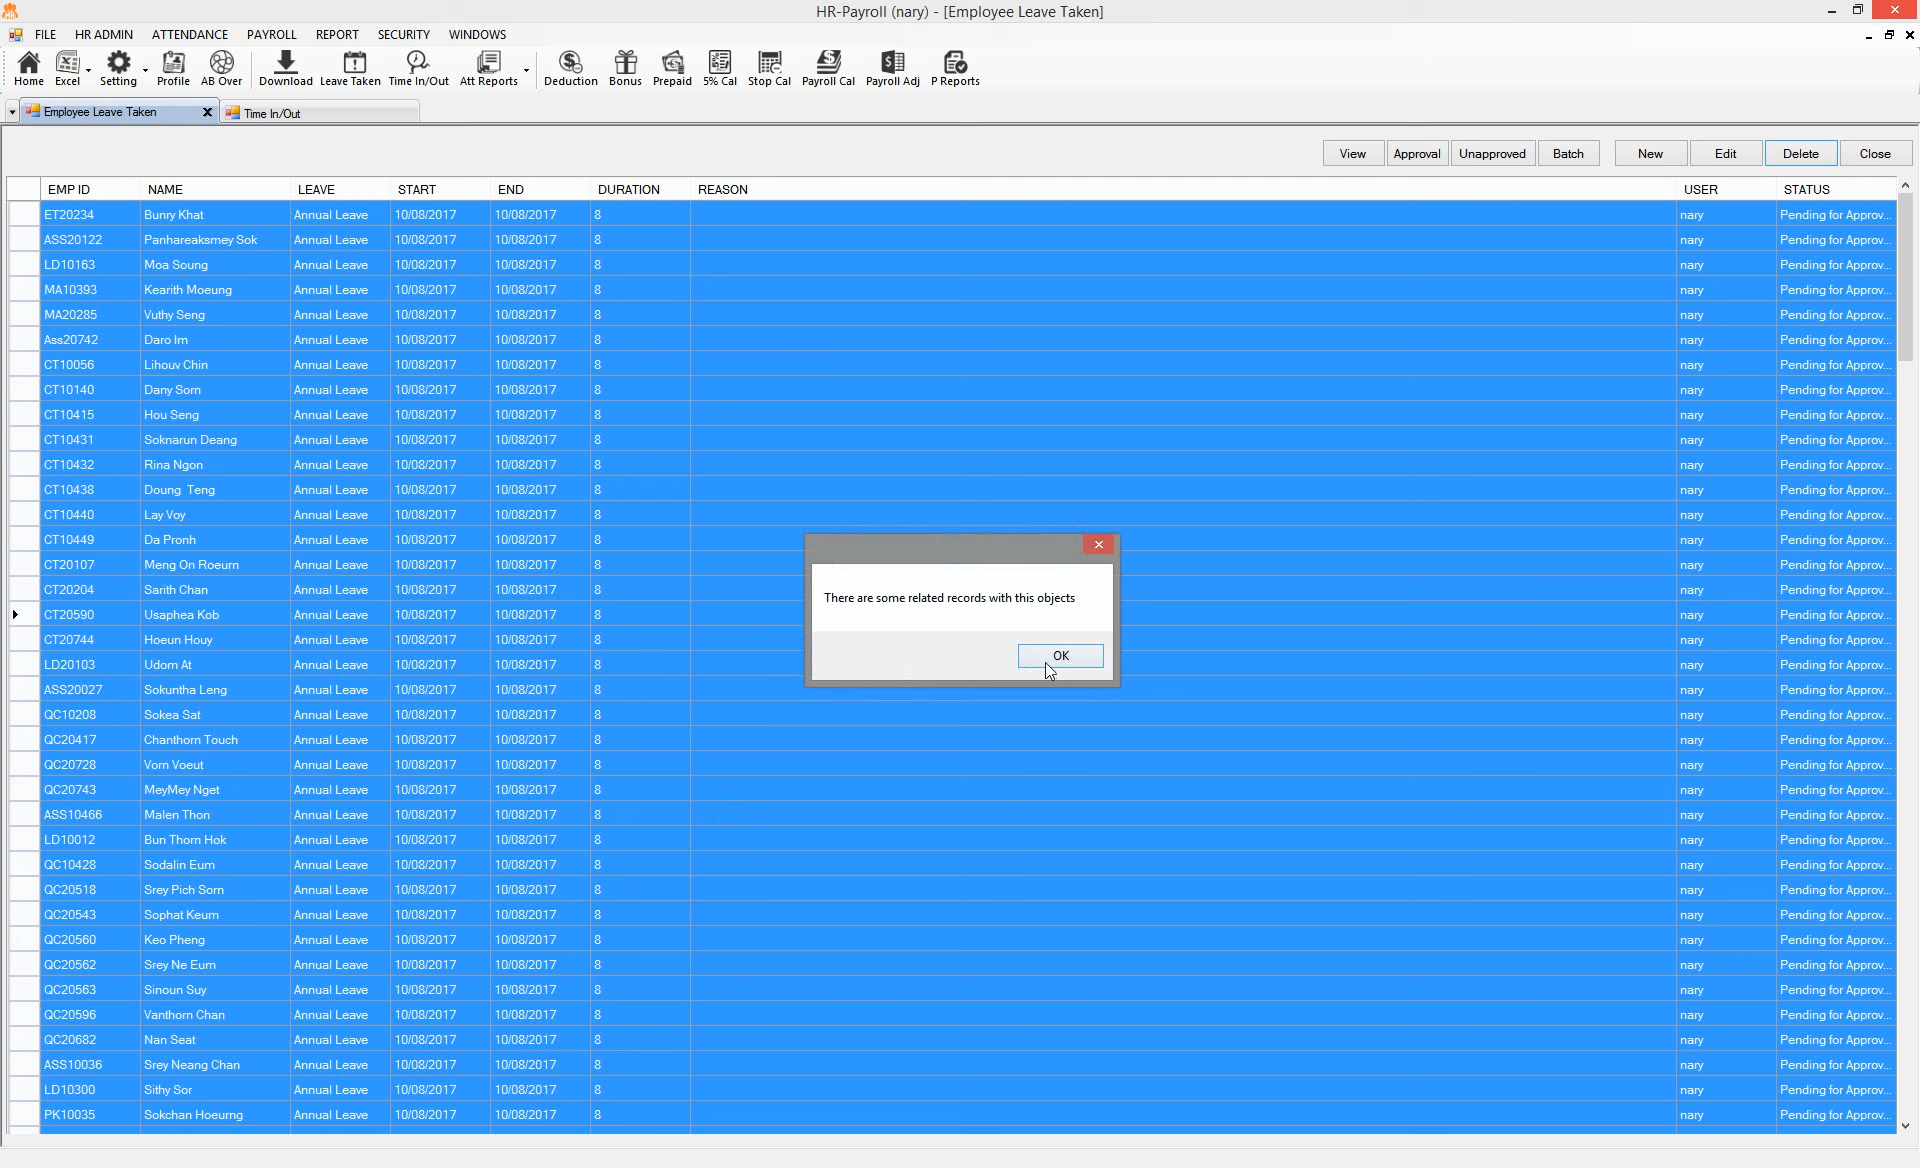 HR-Payroll (nary) - [Employee Leave Taken]
FILE HR ADMIN ATTENDANCE PAYROLL REPORT SECURITY WINDOWS
Home Excel Setting Profile AB Over Download Leave Taken Time In/Out Att Reports Deduction Bonus Prepaid 5% Cal Stop Cal Payroll Cal Payroll Adj P Reports
Employee Leave Taken Time In/Out
View Approval Unapproved Batch New Edit Delete Close
EMP ID NAME LEAVE START END DURATION REASON USER STATUS
ET20234 Bunry Khat Annual Leave 10/08/2017 10/08/2017 8 nary Pending for Approv...
ASS20122 Panhareaksmey Sok Annual Leave 10/08/2017 10/08/2017 8 nary Pending for Approv...
LD10163 Moa Soung Annual Leave 10/08/2017 10/08/2017 8 nary Pending for Approv...
MA10393 Kearith Moeung Annual Leave 10/08/2017 10/08/2017 8 nary Pending for Approv...
MA20285 Vuthy Seng Annual Leave 10/08/2017 10/08/2017 8 nary Pending for Approv...
Ass20742 Daro Im Annual Leave 10/08/2017 10/08/2017 8 nary Pending for Approv...
CT10056 Lihouv Chin Annual Leave 10/08/2017 10/08/2017 8 nary Pending for Approv...
CT10140 Dany Sorn Annual Leave 10/08/2017 10/08/2017 8 nary Pending for Approv...
CT10415 Hou Seng Annual Leave 10/08/2017 10/08/2017 8 nary Pending for Approv...
CT10431 Soknarun Deang Annual Leave 10/08/2017 10/08/2017 8 nary Pending for Approv...
CT10432 Rina Ngon Annual Leave 10/08/2017 10/08/2017 8 nary Pending for Approv...
CT10438 Doung Teng Annual Leave 10/08/2017 10/08/2017 8 nary Pending for Approv...
CT10440 Lay Voy Annual Leave 10/08/2017 10/08/2017 8 nary Pending for Approv...
CT10449 Da Pronh Annual Leave 10/08/2017 10/08/2017 8 nary Pending for Approv...
CT20107 Meng On Roeurn Annual Leave 10/08/2017 10/08/2017 8 nary Pending for Approv...
CT20204 Sarith Chan Annual Leave 10/08/2017 10/08/2017 8 nary Pending for Approv...
There are some related records with this objects
CT20590 Usaphea Kob Annual Leave 10/08/2017 10/08/2017 8 nary Pending for Approv...
CT20744 Hoeun Houy Annual Leave 10/08/2017 10/08/2017 8 nary Pending for Approv...
OK
LD20103 Udom At Annual Leave 10/08/2017 10/08/2017 8 nary Pending for Approv...
ASS20027 Sokuntha Leng Annual Leave 10/08/2017 10/08/2017 8 nary Pending for Approv...
QC10208 Sokea Sat Annual Leave 10/08/2017 10/08/2017 8 nary Pending for Approv...
QC20417 Chanthorn Touch Annual Leave 10/08/2017 10/08/2017 8 nary Pending for Approv...
QC20728 Vorn Voeut Annual Leave 10/08/2017 10/08/2017 8 nary Pending for Approv...
QC20743 MeyMey Nget Annual Leave 10/08/2017 10/08/2017 8 nary Pending for Approv...
ASS10466 Malen Thon Annual Leave 10/08/2017 10/08/2017 8 nary Pending for Approv...
LD10012 Bun Thorn Hok Annual Leave 10/08/2017 10/08/2017 8 nary Pending for Approv...
QC10428 Sodalin Eum Annual Leave 10/08/2017 10/08/2017 8 nary Pending for Approv...
QC20518 Srey Pich Sorn Annual Leave 10/08/2017 10/08/2017 8 nary Pending for Approv...
QC20543 Sophat Keum Annual Leave 10/08/2017 10/08/2017 8 nary Pending for Approv...
QC20560 Keo Pheng Annual Leave 10/08/2017 10/08/2017 8 nary Pending for Approv...
QC20562 Srey Ne Eum Annual Leave 10/08/2017 10/08/2017 8 nary Pending for Approv...
QC20563 Sinoun Suy Annual Leave 10/08/2017 10/08/2017 8 nary Pending for Approv...
QC20596 Vanthorn Chan Annual Leave 10/08/2017 10/08/2017 8 nary Pending for Approv...
QC20682 Nan Seat Annual Leave 10/08/2017 10/08/2017 8 nary Pending for Approv...
ASS10036 Srey Neang Chan Annual Leave 10/08/2017 10/08/2017 8 nary Pending for Approv...
LD10300 Sithy Sor Annual Leave 10/08/2017 10/08/2017 8 nary Pending for Approv...
PK10035 Sokchan Hoeurng Annual Leave 10/08/2017 10/08/2017 8 nary Pending for Approv...